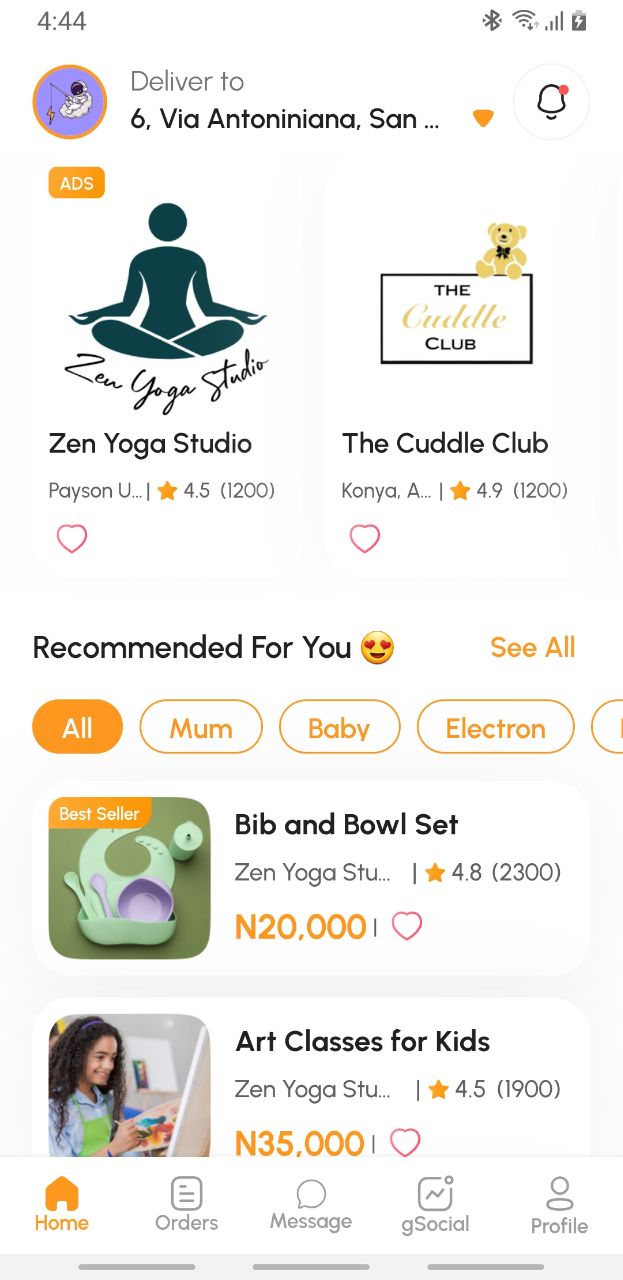 4:44
Deliver to
6, Via Antoniniana, San ...
ADS
Zen Yoga Studio
THE
Cuddle
CLUB
Zen Yoga Studio
Payson U... | 4.5 (1200)
The Cuddle Club
Konya, A... | 4.9 (1200)
Recommended For You 😍
See All
All
Mum
Baby
Electron
Best Seller
Bib and Bowl Set
Zen Yoga Stu... | 4.8 (2300)
N20,000 |
Art Classes for Kids
Zen Yoga Stu... | 4.5 (1900)
N35,000 |
Home
Orders
Message
gSocial
Profile